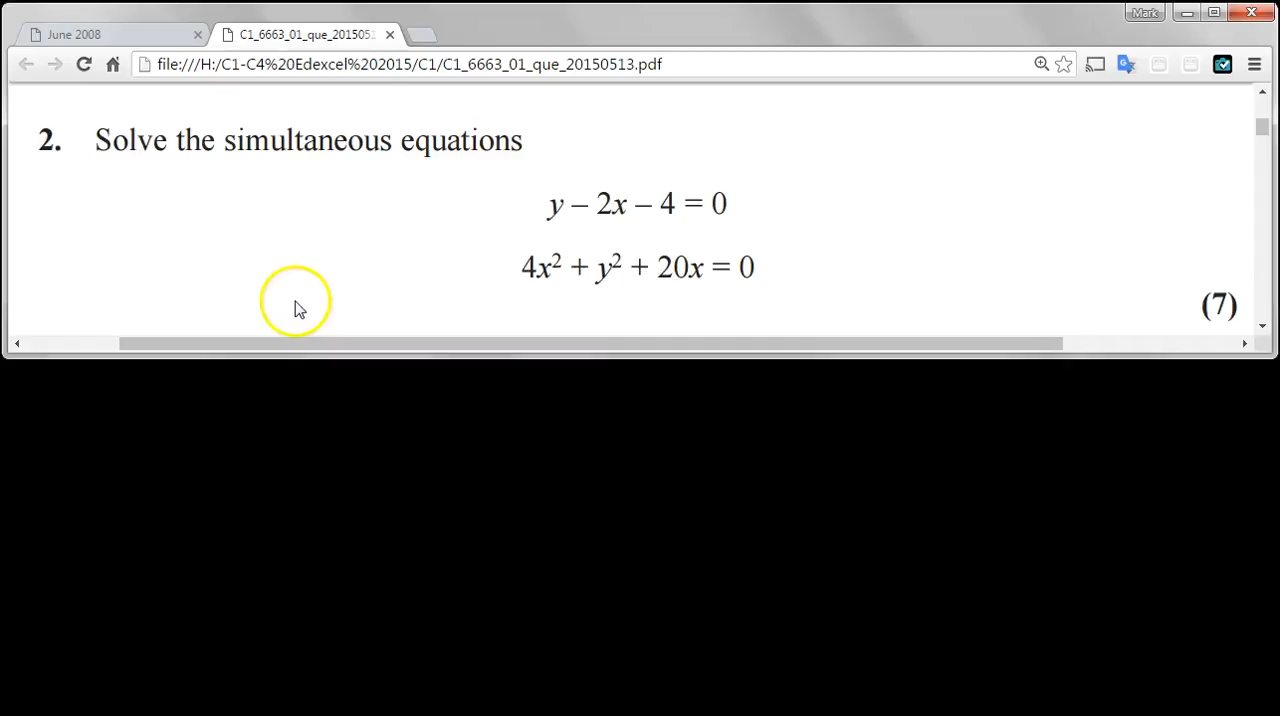 Mark
June 2008
C1_6663_01_que_2015051
file:///H:/C1-C4%20Edexcel%202015/C1/C1_6663_01_que_20150513.pdf
2. Solve the simultaneous equations
y – 2x – 4 = 0
4x² + y² + 20x = 0
(7)